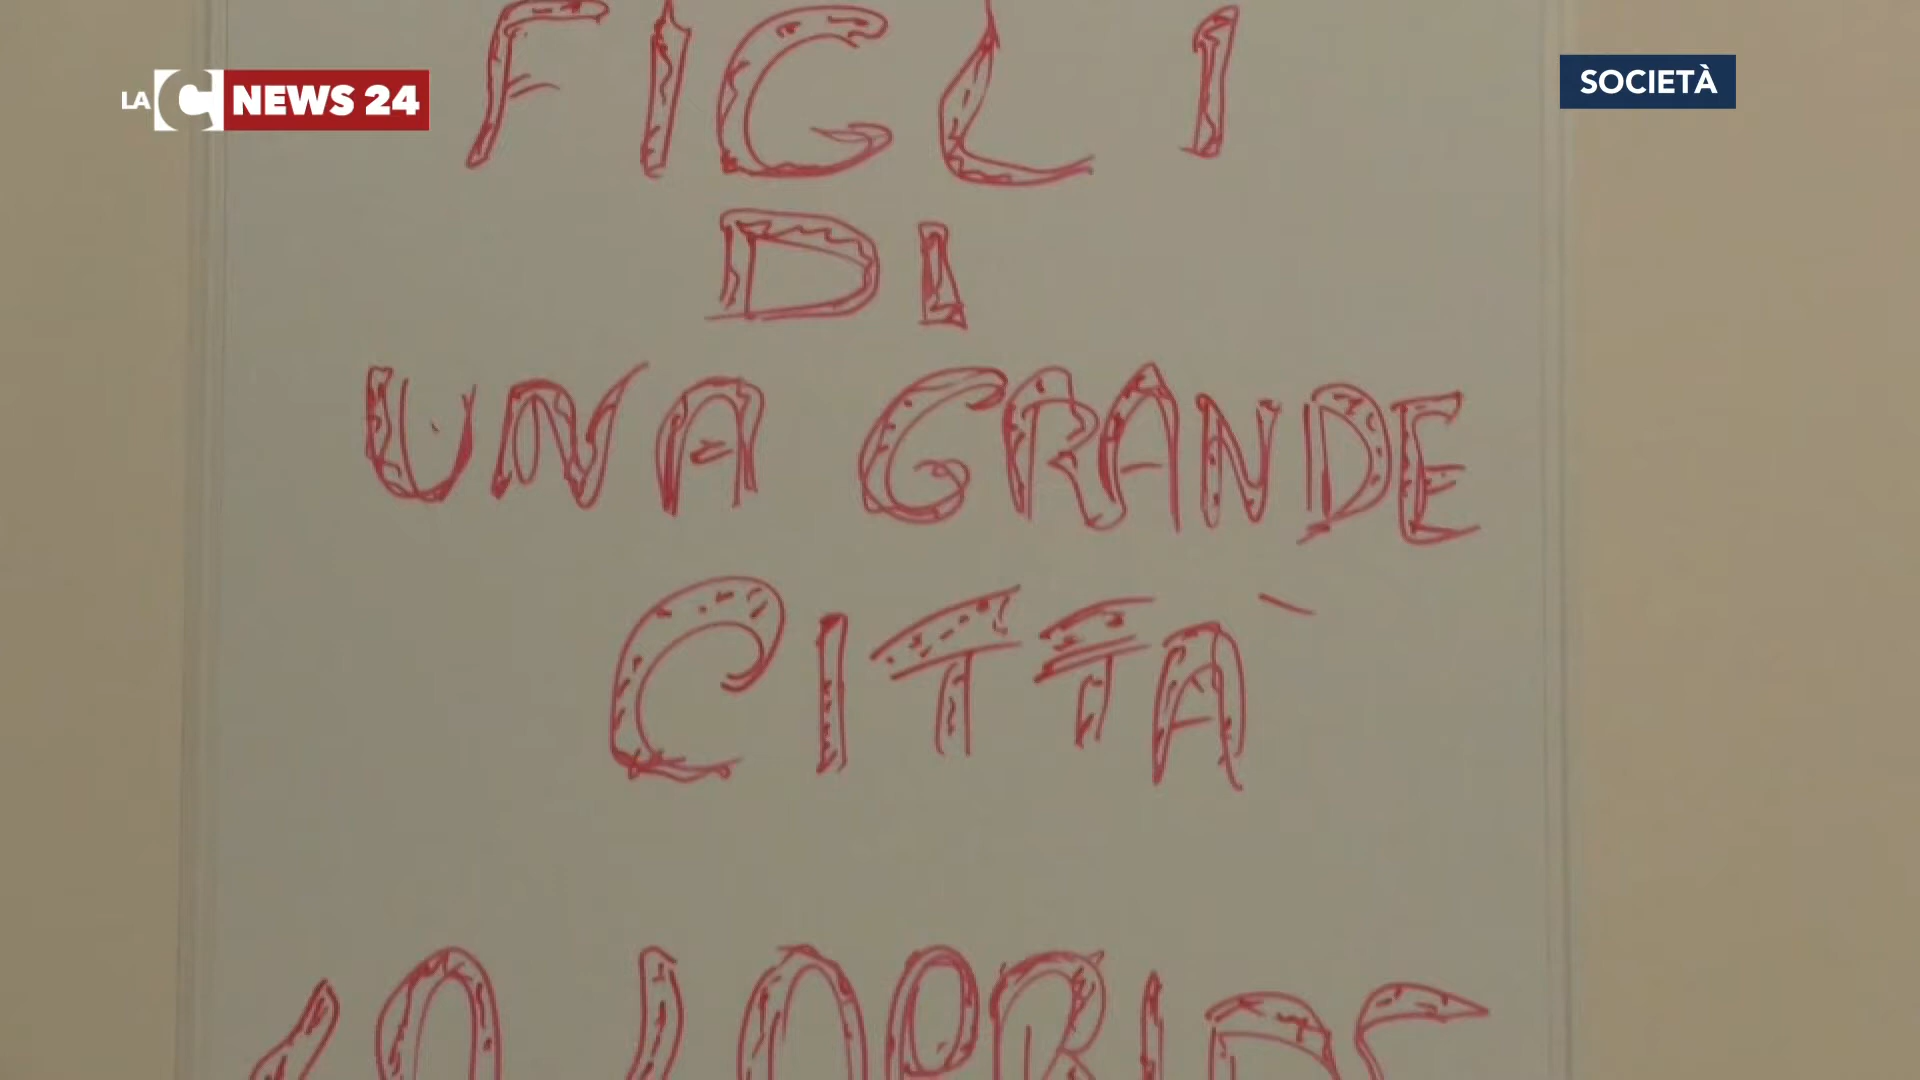 LA C NEWS 24
SOCIETÀ
FIGLI
DI
UNA GRANDE
CITTÀ